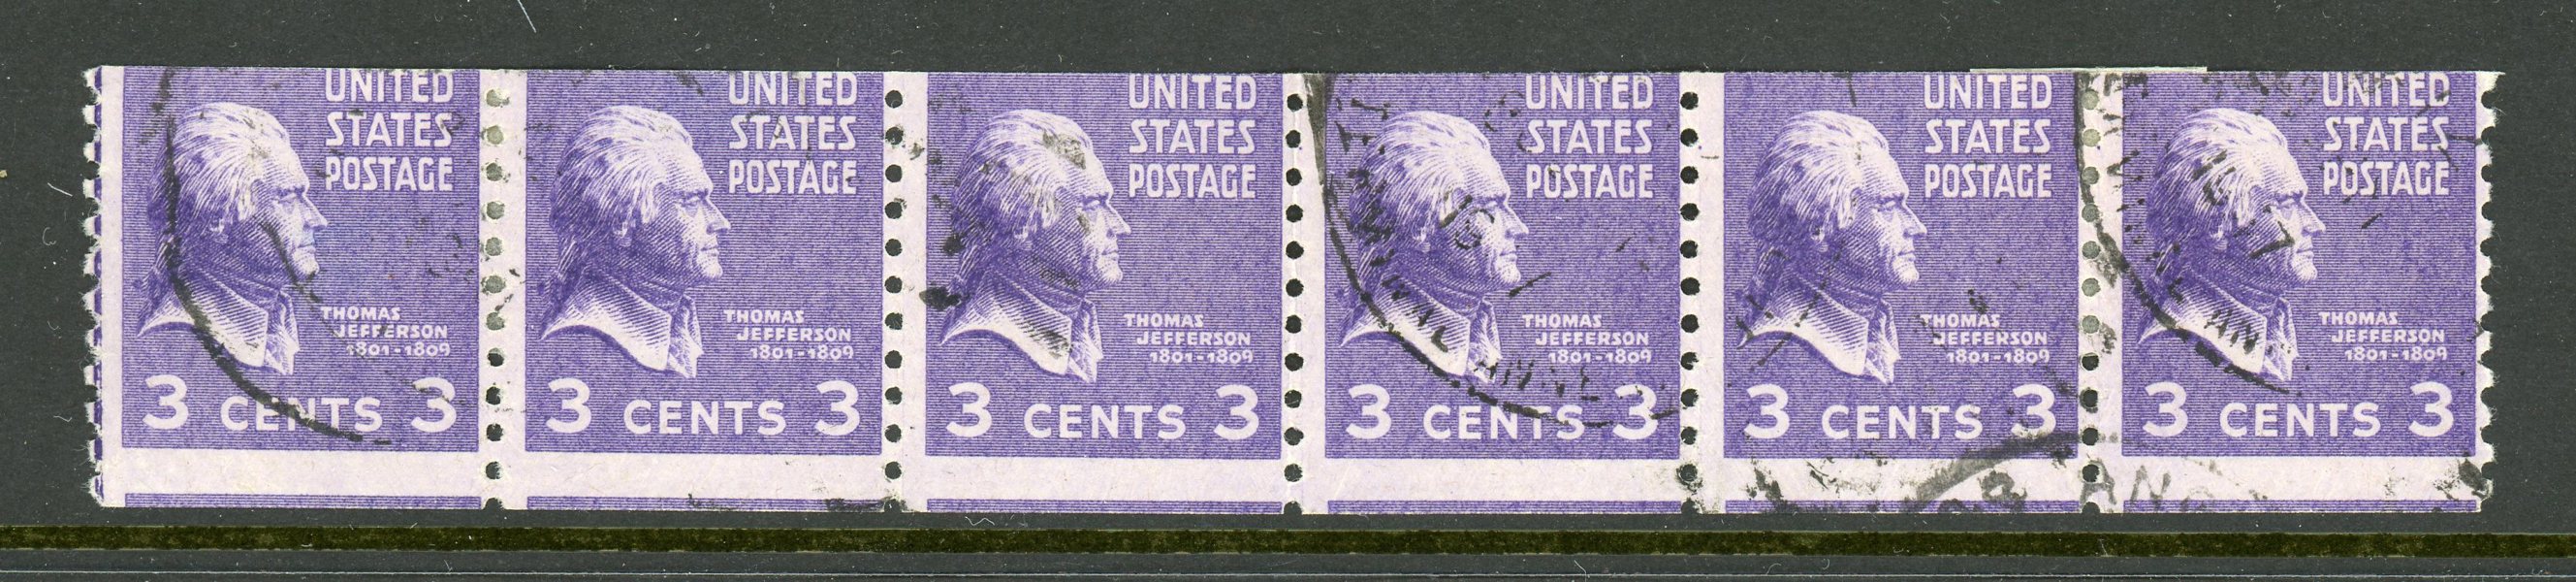 UNITED
STATES
POSTAGE
THOMAS
JEFFERSON
1801-1809
3 CENTS 3
UNITED
STATES
POSTAGE
THOMAS
JEFFERSON
1801-1809
3 CENTS 3
UNITED
STATES
POSTAGE
THOMAS
JEFFERSON
1801-1809
3 CENTS 3
UNITED
STATES
POSTAGE
THOMAS
JEFFERSON
1801-1809
3 CENTS 3
UNITED
STATES
POSTAGE
THOMAS
JEFFERSON
1801-1809
3 CENTS 3
UNITED
STATES
POSTAGE
THOMAS
JEFFERSON
1801-1809
3 CENTS 3